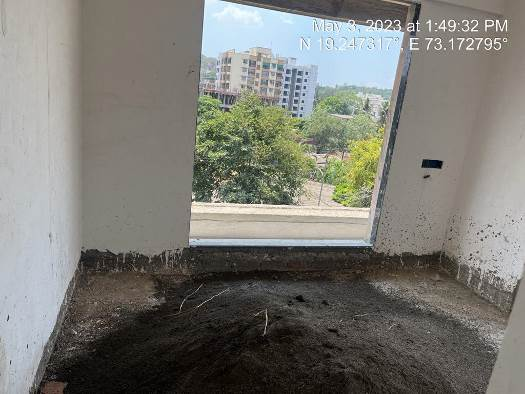 May 3, 2023 at 1:49:32 PM
N 19.247317°, E 73.172795°